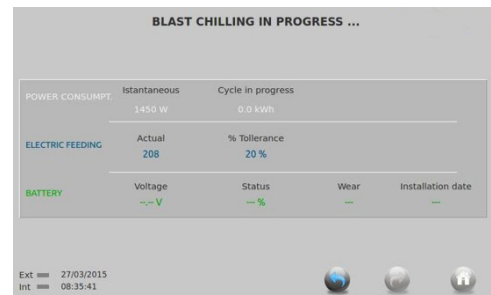 BLAST CHILLING IN PROGRESS ...
Istantaneous Cycle in progress
POWER CONSUMPT.
1450 W 0.0 kWh
Actual % Tollerance
ELECTRIC FEEDING
208 20 %
Voltage Status Wear Installation date
BATTERY
--,-- V --- % --- ---
Ext 27/03/2015
Int 08:35:41